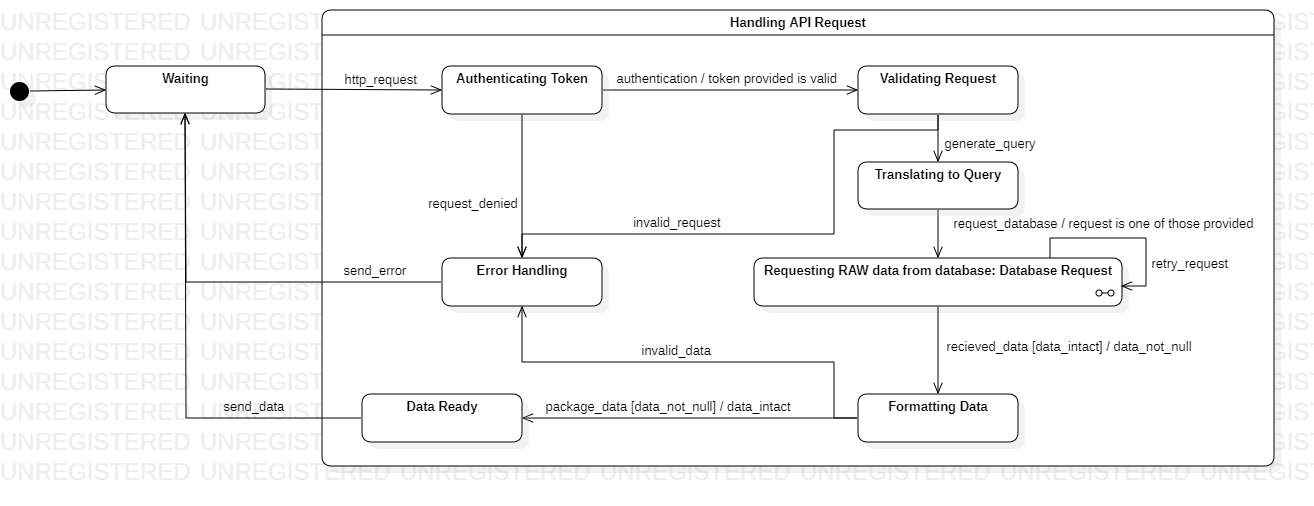 Handling API Request
Waiting
http_request
Authenticating Token
authentication / token provided is valid
Validating Request
generate_query
Translating to Query
request_denied
invalid_request
request_database / request is one of those provided
send_error
Error Handling
Requesting RAW data from database: Database Request
retry_request
invalid_data
recieved_data [data_intact] / data_not_null
send_data
Data Ready
package_data [data_not_null] / data_intact
Formatting Data
UNREGISTERED UNREGISTERED UNREGISTERED UNREGISTERED UNREGISTERED UNREGISTERED